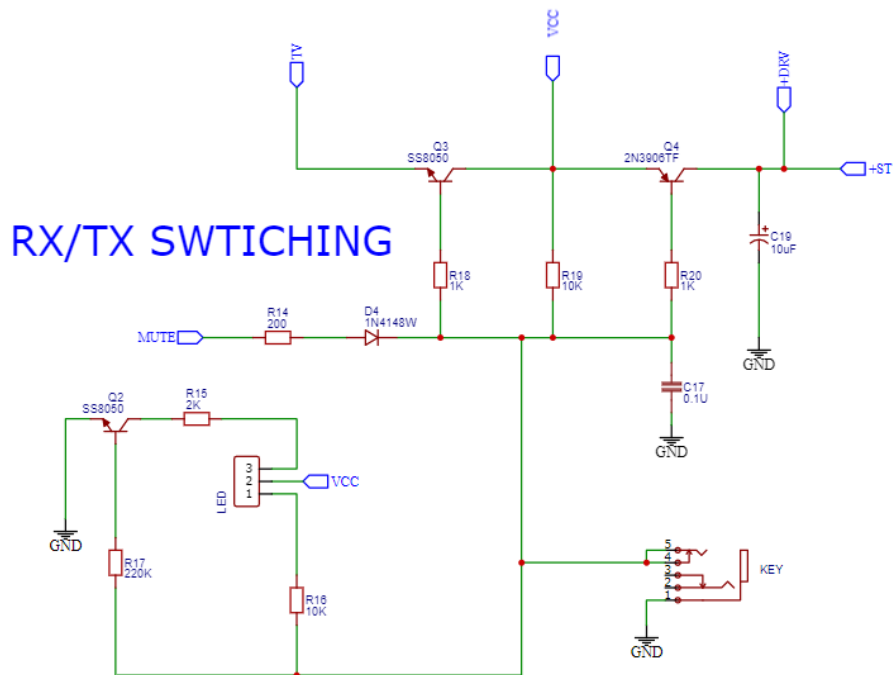 TV
VCC
+DRV
Q3
SS8050
Q4
2N3906TF
+ST
RX/TX SWTICHING
C19
10uF
R18
1K
R19
10K
R20
1K
R14
200
D4
1N4148W
MUTE
GND
C17
0.1U
Q2
SS8050
R15
2K
GND
3
2
1
VCC
LED
GND
R17
220K
5
4
3
2
1
KEY
R16
10K
GND